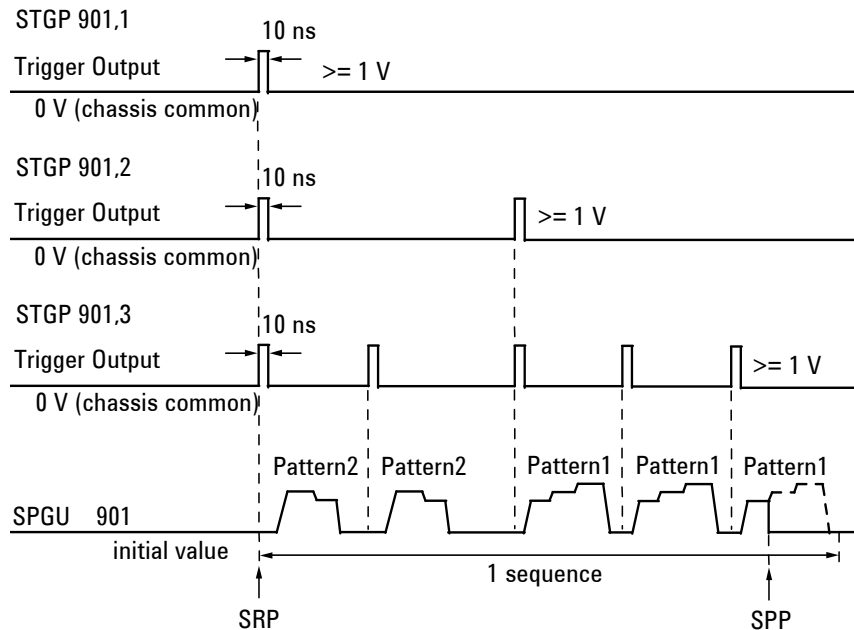 STGP 901,1
10 ns
Trigger Output
>= 1 V
0 V (chassis common)
STGP 901,2
10 ns
Trigger Output
>= 1 V
0 V (chassis common)
STGP 901,3
10 ns
Trigger Output
>= 1 V
0 V (chassis common)
Pattern2 Pattern2 Pattern1 Pattern1 Pattern1
SPGU 901
initial value
1 sequence
SRP SPP